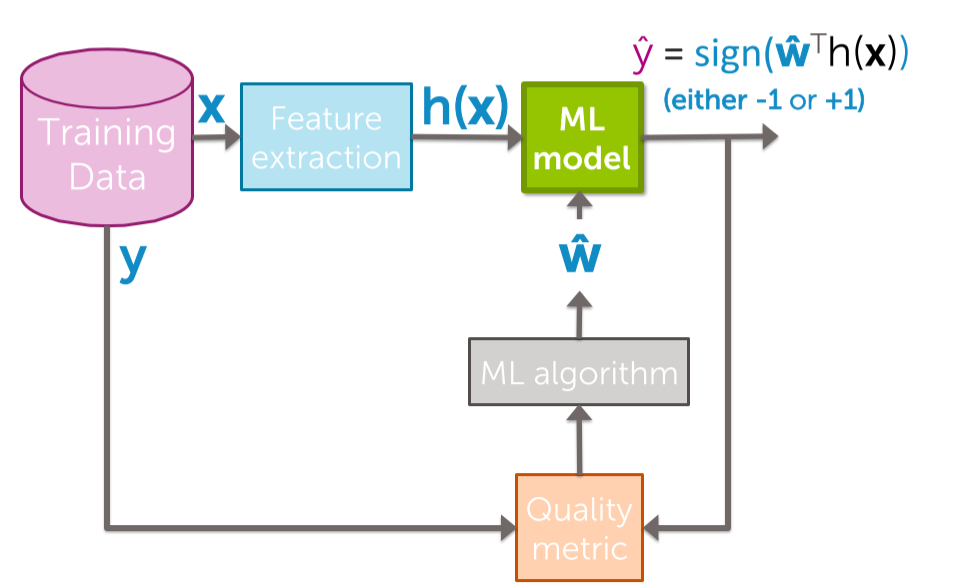 ŷ = sign(ŵᵀh(x))
(either -1 or +1)
Training
Data
x
Feature
extraction
h(x)
ML
model
y
ŵ
ML algorithm
Quality
metric